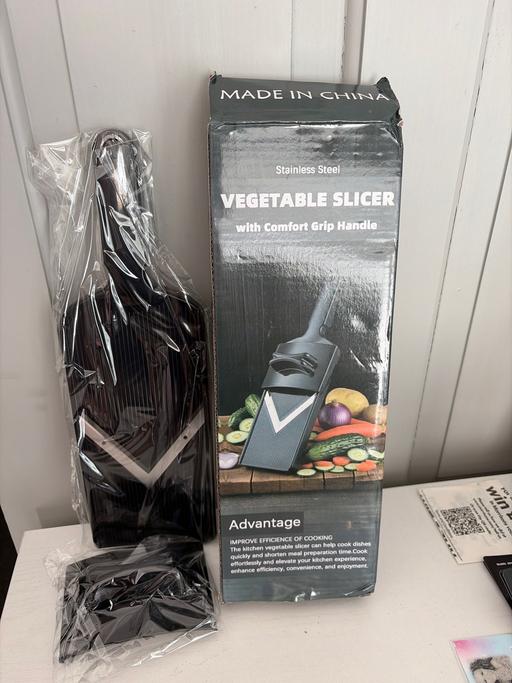 MADE IN CHINA
Stainless Steel
VEGETABLE SLICER
with Comfort Grip Handle
Advantage
IMPROVE EFFICIENCY OF COOKING
The kitchen vegetable slicer can help cook dishes
quickly and shorten meal preparation time.Cook
effortlessly and elevate your kitchen experience,
enhance efficiency, convenience, and enjoyment.
win